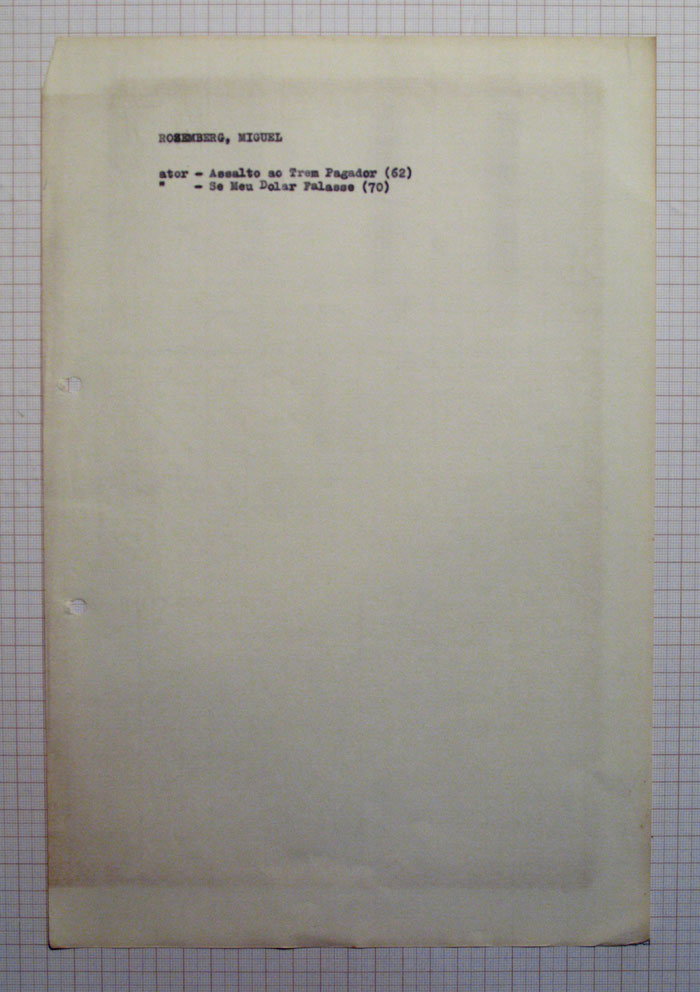 ROSEMBERG, MIGUEL
ator - Assalto ao Trem Pagador (62)
" - Se Meu Dolar Falasse (70)